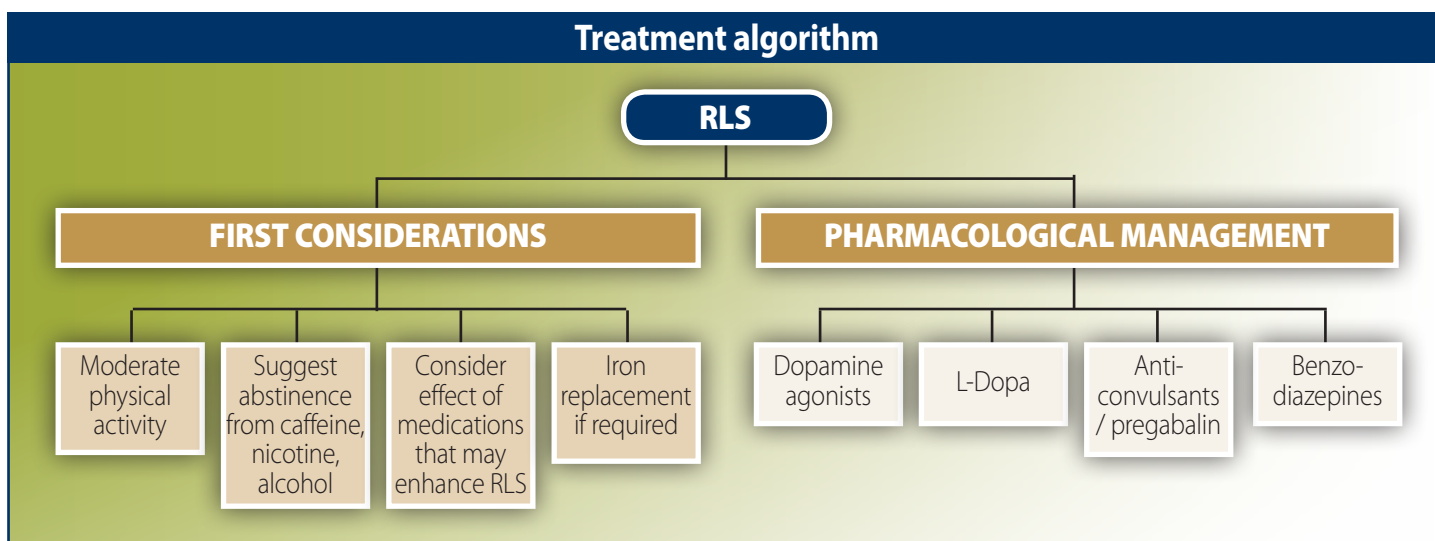 Treatment algorithm
RLS
FIRST CONSIDERATIONS
PHARMACOLOGICAL MANAGEMENT
Moderate
physical
activity
Suggest
abstinence
from caffeine,
nicotine,
alcohol
Consider
effect of
medications
that may
enhance RLS
Iron
replacement
if required
Dopamine
agonists
L-Dopa
Anti-
convulsants
/ pregabalin
Benzo-
diazepines